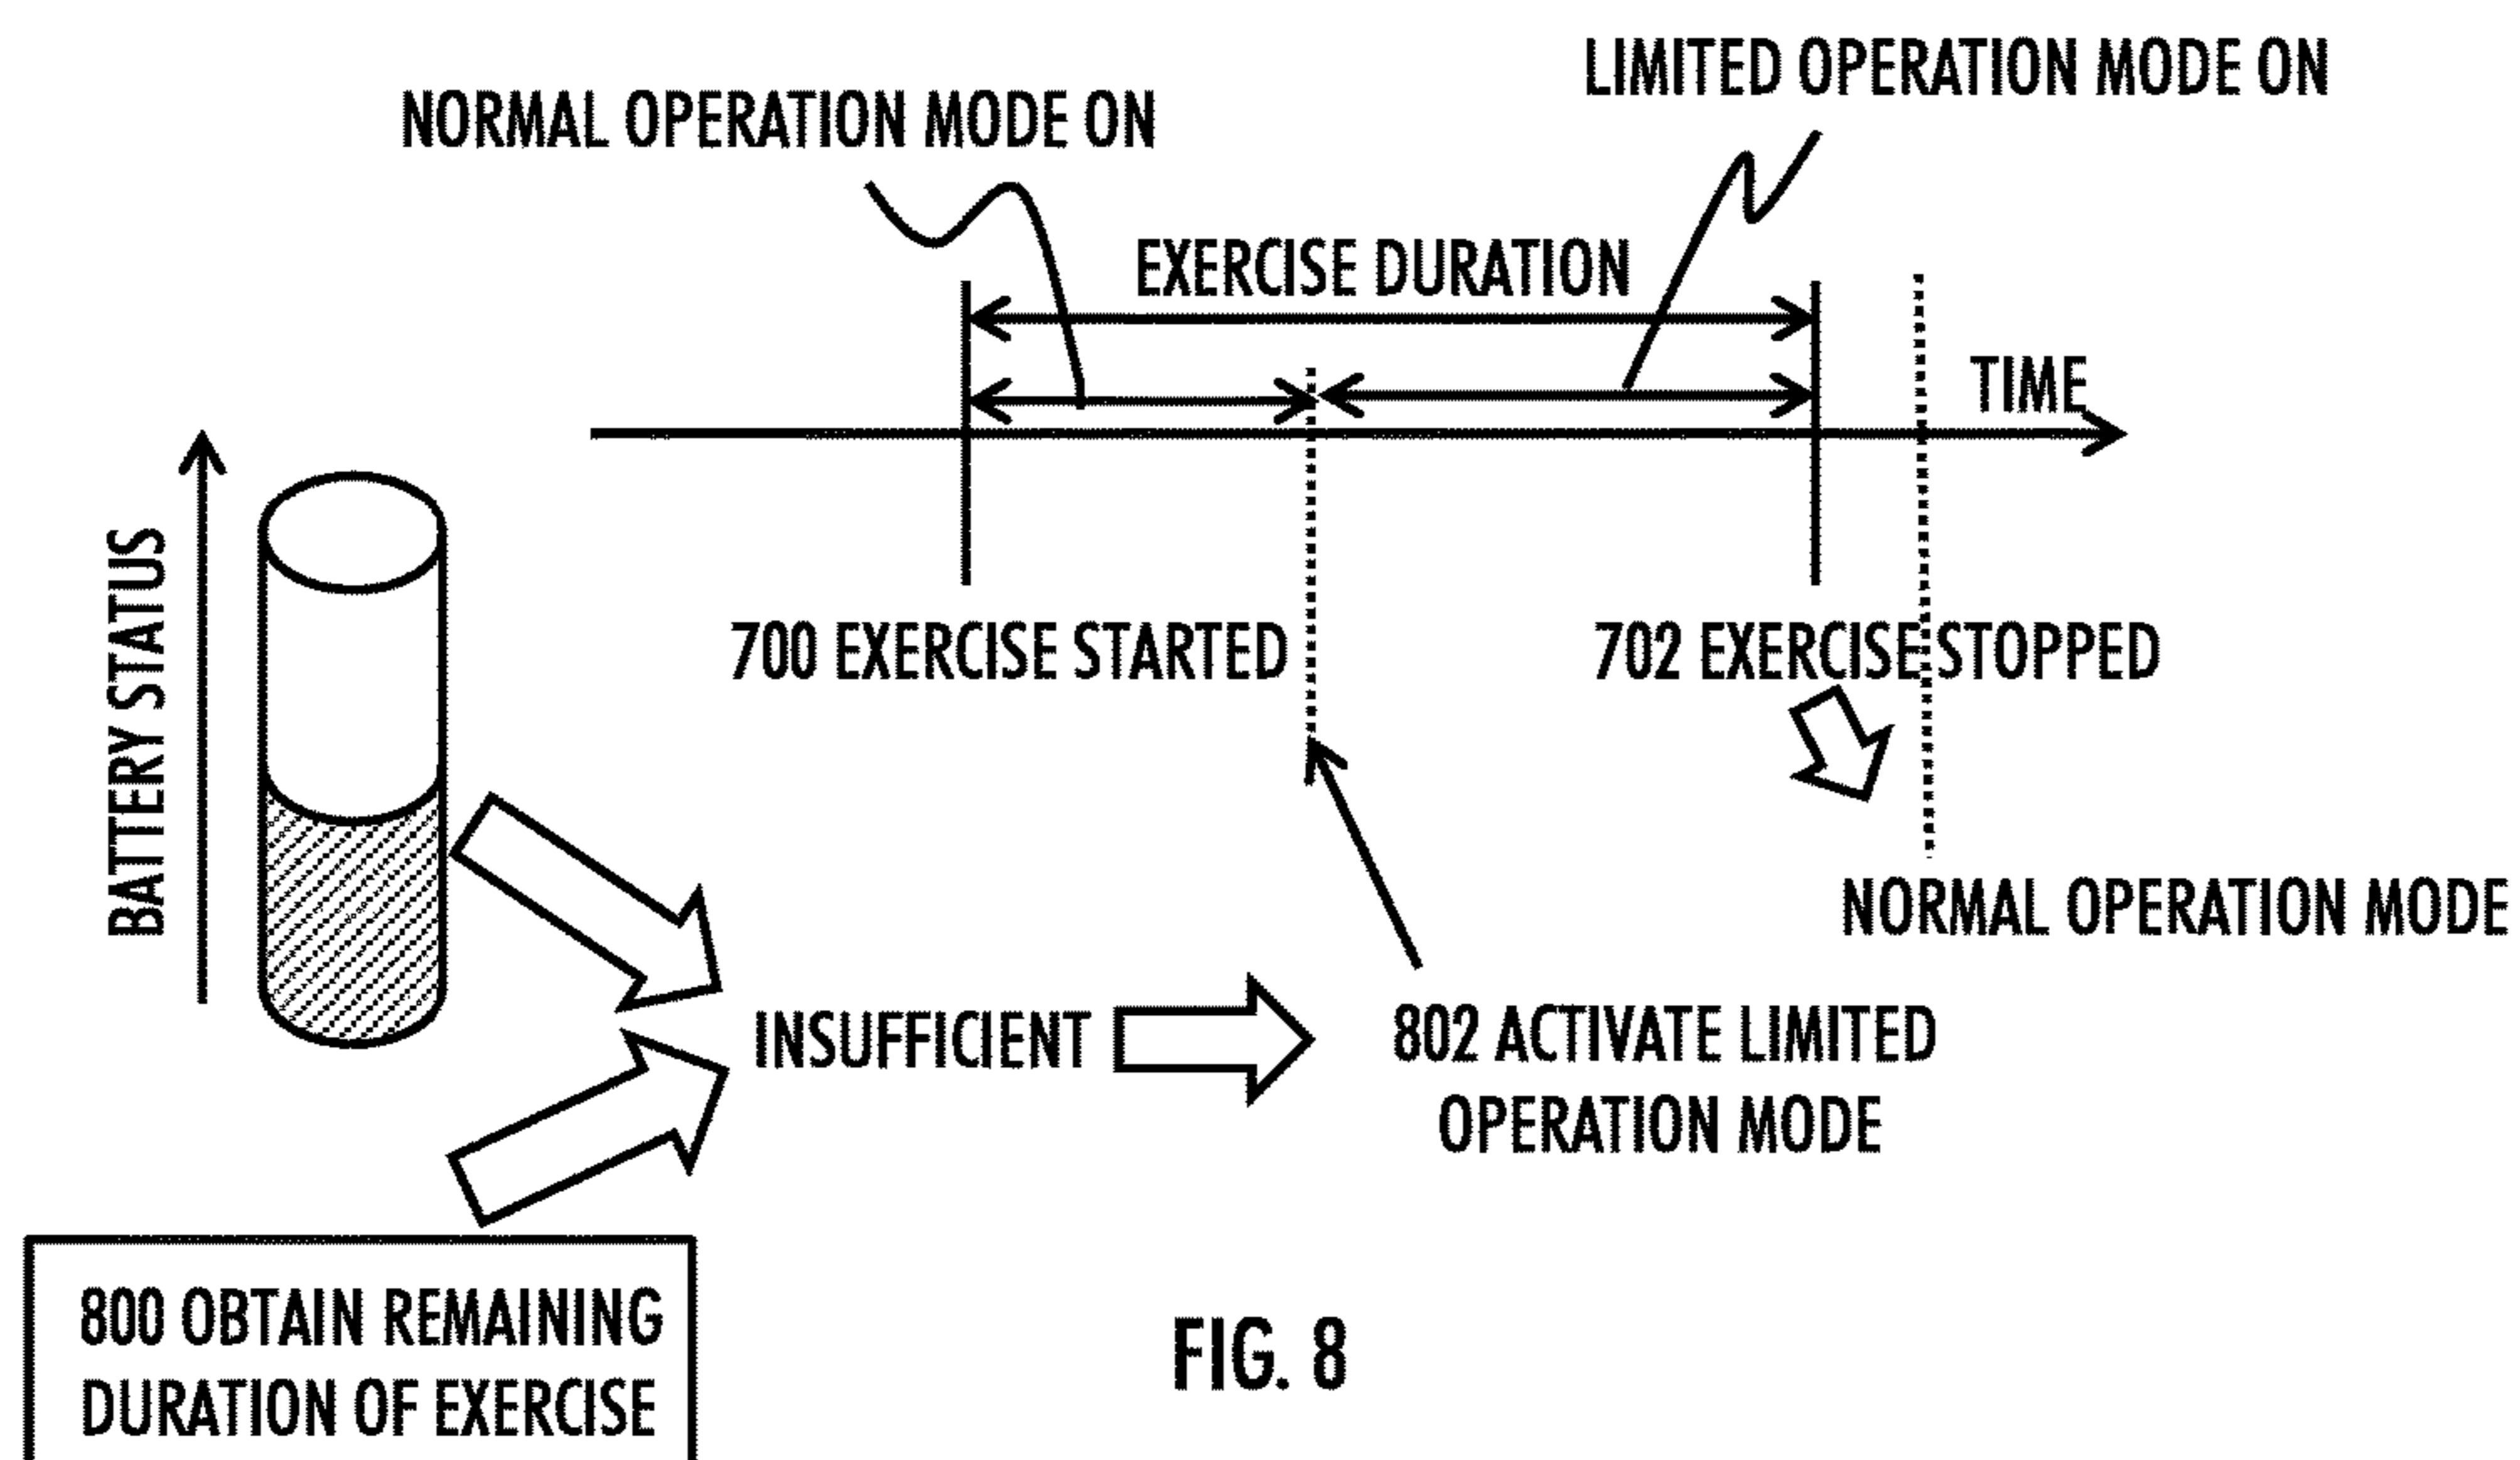 LIMITED OPERATION MODE ON
NORMAL OPERATION MODE ON
EXERCISE DURATION
TIME
BATTERY STATUS
700 EXERCISE STARTED
702 EXERCISE STOPPED
NORMAL OPERATION MODE
INSUFFICIENT
802 ACTIVATE LIMITED
OPERATION MODE
800 OBTAIN REMAINING
DURATION OF EXERCISE
FIG. 8